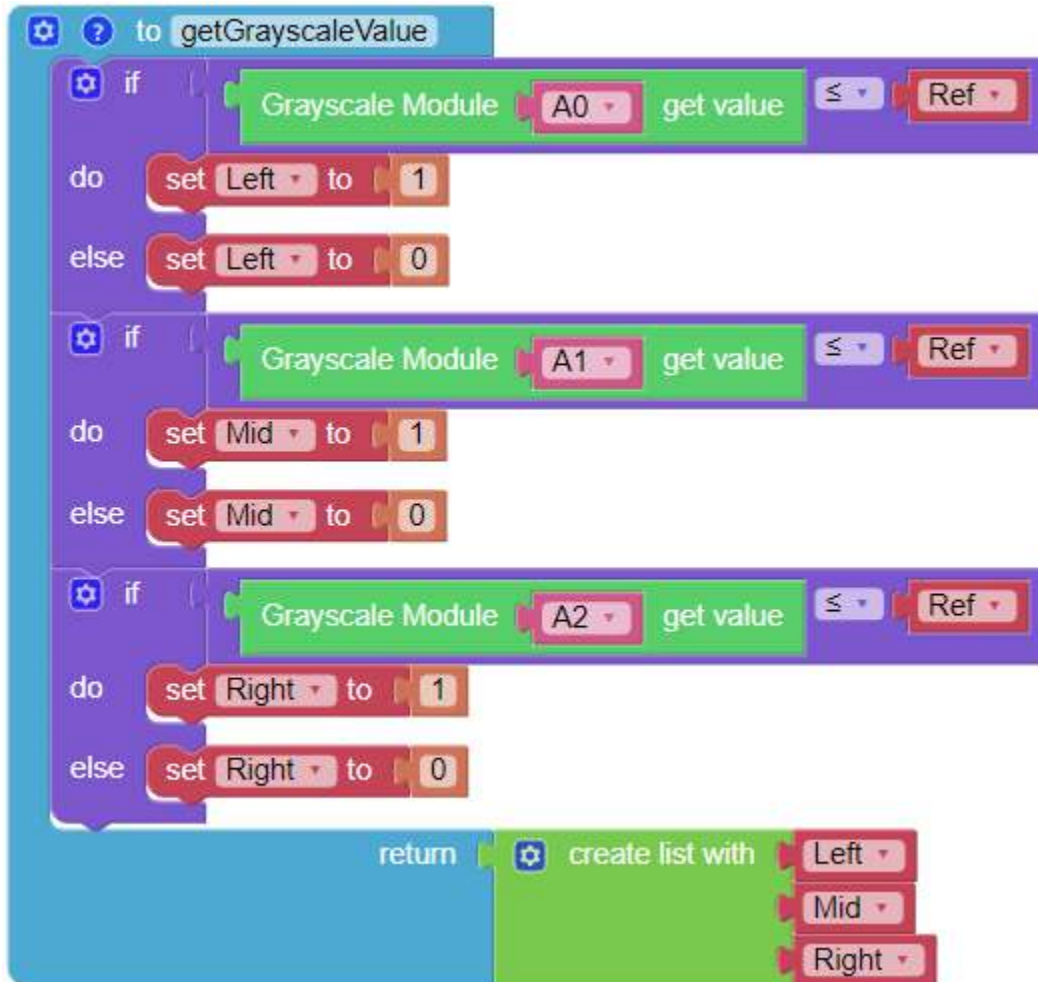 to getGrayscaleValue
if Grayscale Module A0 get value ≤ Ref
do set Left to 1
else set Left to 0
if Grayscale Module A1 get value ≤ Ref
do set Mid to 1
else set Mid to 0
if Grayscale Module A2 get value ≤ Ref
do set Right to 1
else set Right to 0
return create list with Left
Mid
Right